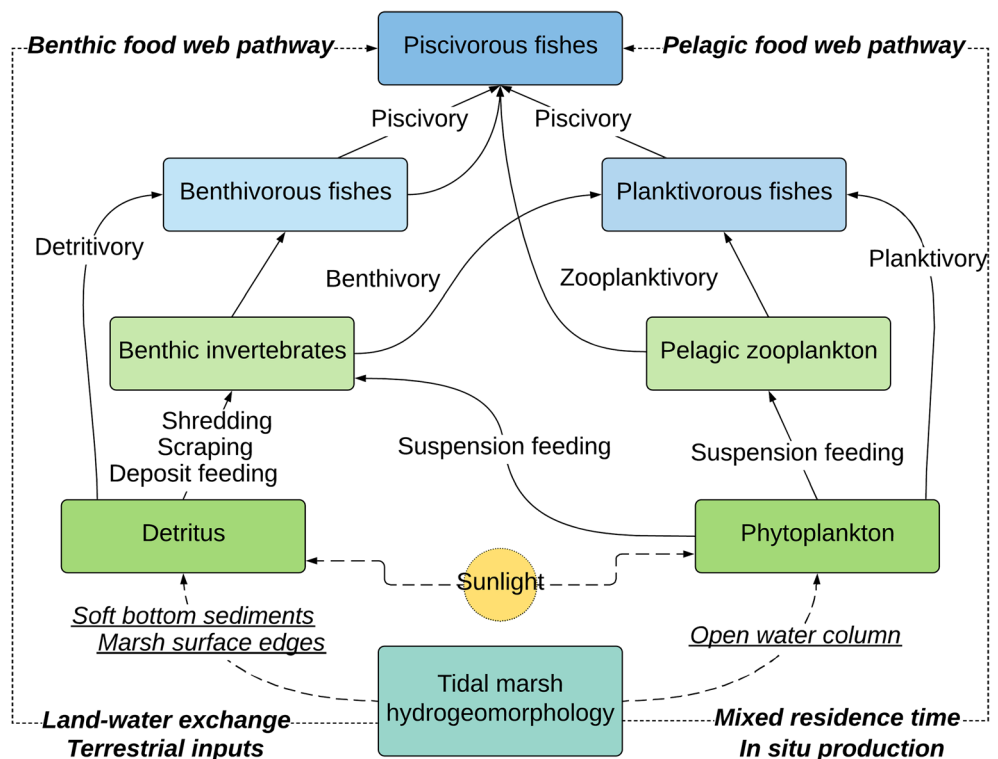 Benthic food web pathway
Piscivorous fishes
Pelagic food web pathway
Piscivory
Piscivory
Benthivorous fishes
Planktivorous fishes
Detritivory
Planktivory
Benthivory
Zooplanktivory
Benthic invertebrates
Pelagic zooplankton
Shredding
Scraping
Deposit feeding
Suspension feeding
Suspension feeding
Detritus
Phytoplankton
Sunlight
Soft bottom sediments
Marsh surface edges
Open water column
Tidal marsh
hydrogeomorphology
Land-water exchange
Terrestrial inputs
Mixed residence time
In situ production